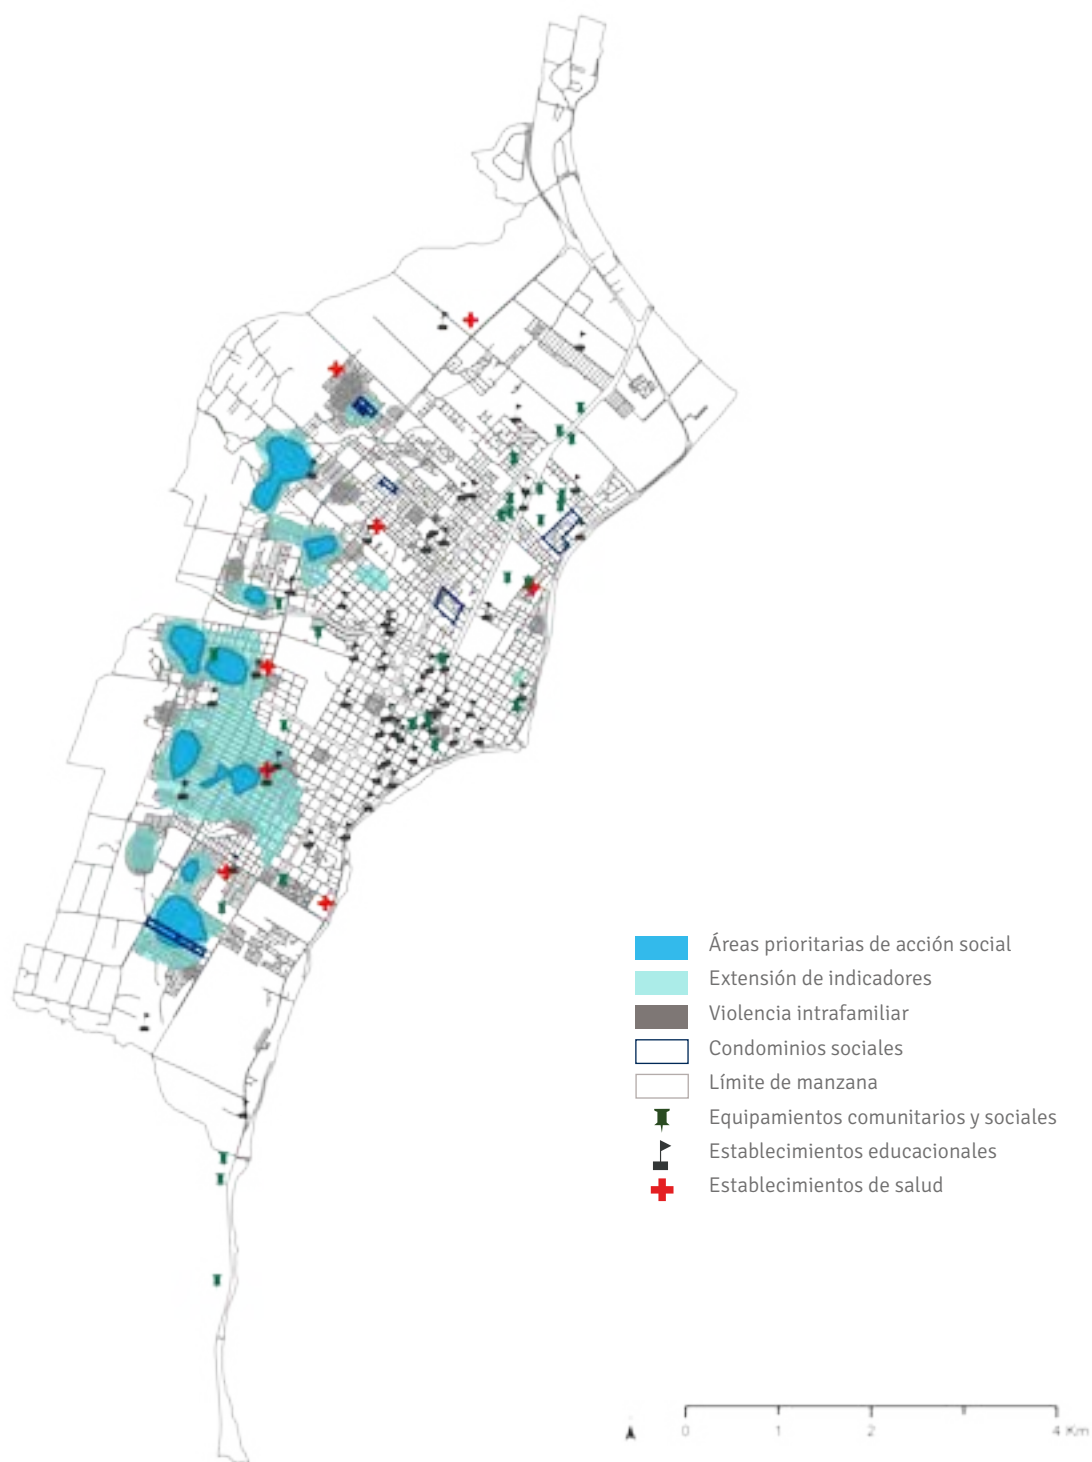 Áreas prioritarias de acción social
Extensión de indicadores
Violencia intrafamiliar
Condominios sociales
Límite de manzana
Equipamientos comunitarios y sociales
Establecimientos educacionales
Establecimientos de salud
0 1 2 4 Km